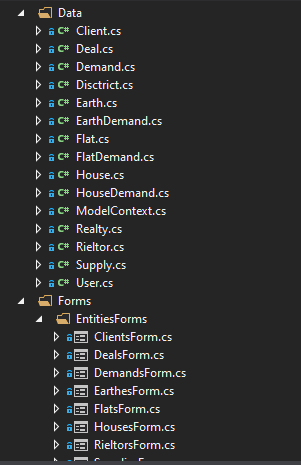 Data
C# Client.cs
C# Deal.cs
C# Demand.cs
C# Disctrict.cs
C# Earth.cs
C# EarthDemand.cs
C# Flat.cs
C# FlatDemand.cs
C# House.cs
C# HouseDemand.cs
C# ModelContext.cs
C# Realty.cs
C# Rieltor.cs
C# Supply.cs
C# User.cs
Forms
EntitiesForms
ClientsForm.cs
DealsForm.cs
DemandsForm.cs
EarthesForm.cs
FlatsForm.cs
HousesForm.cs
RieltorsForm.cs